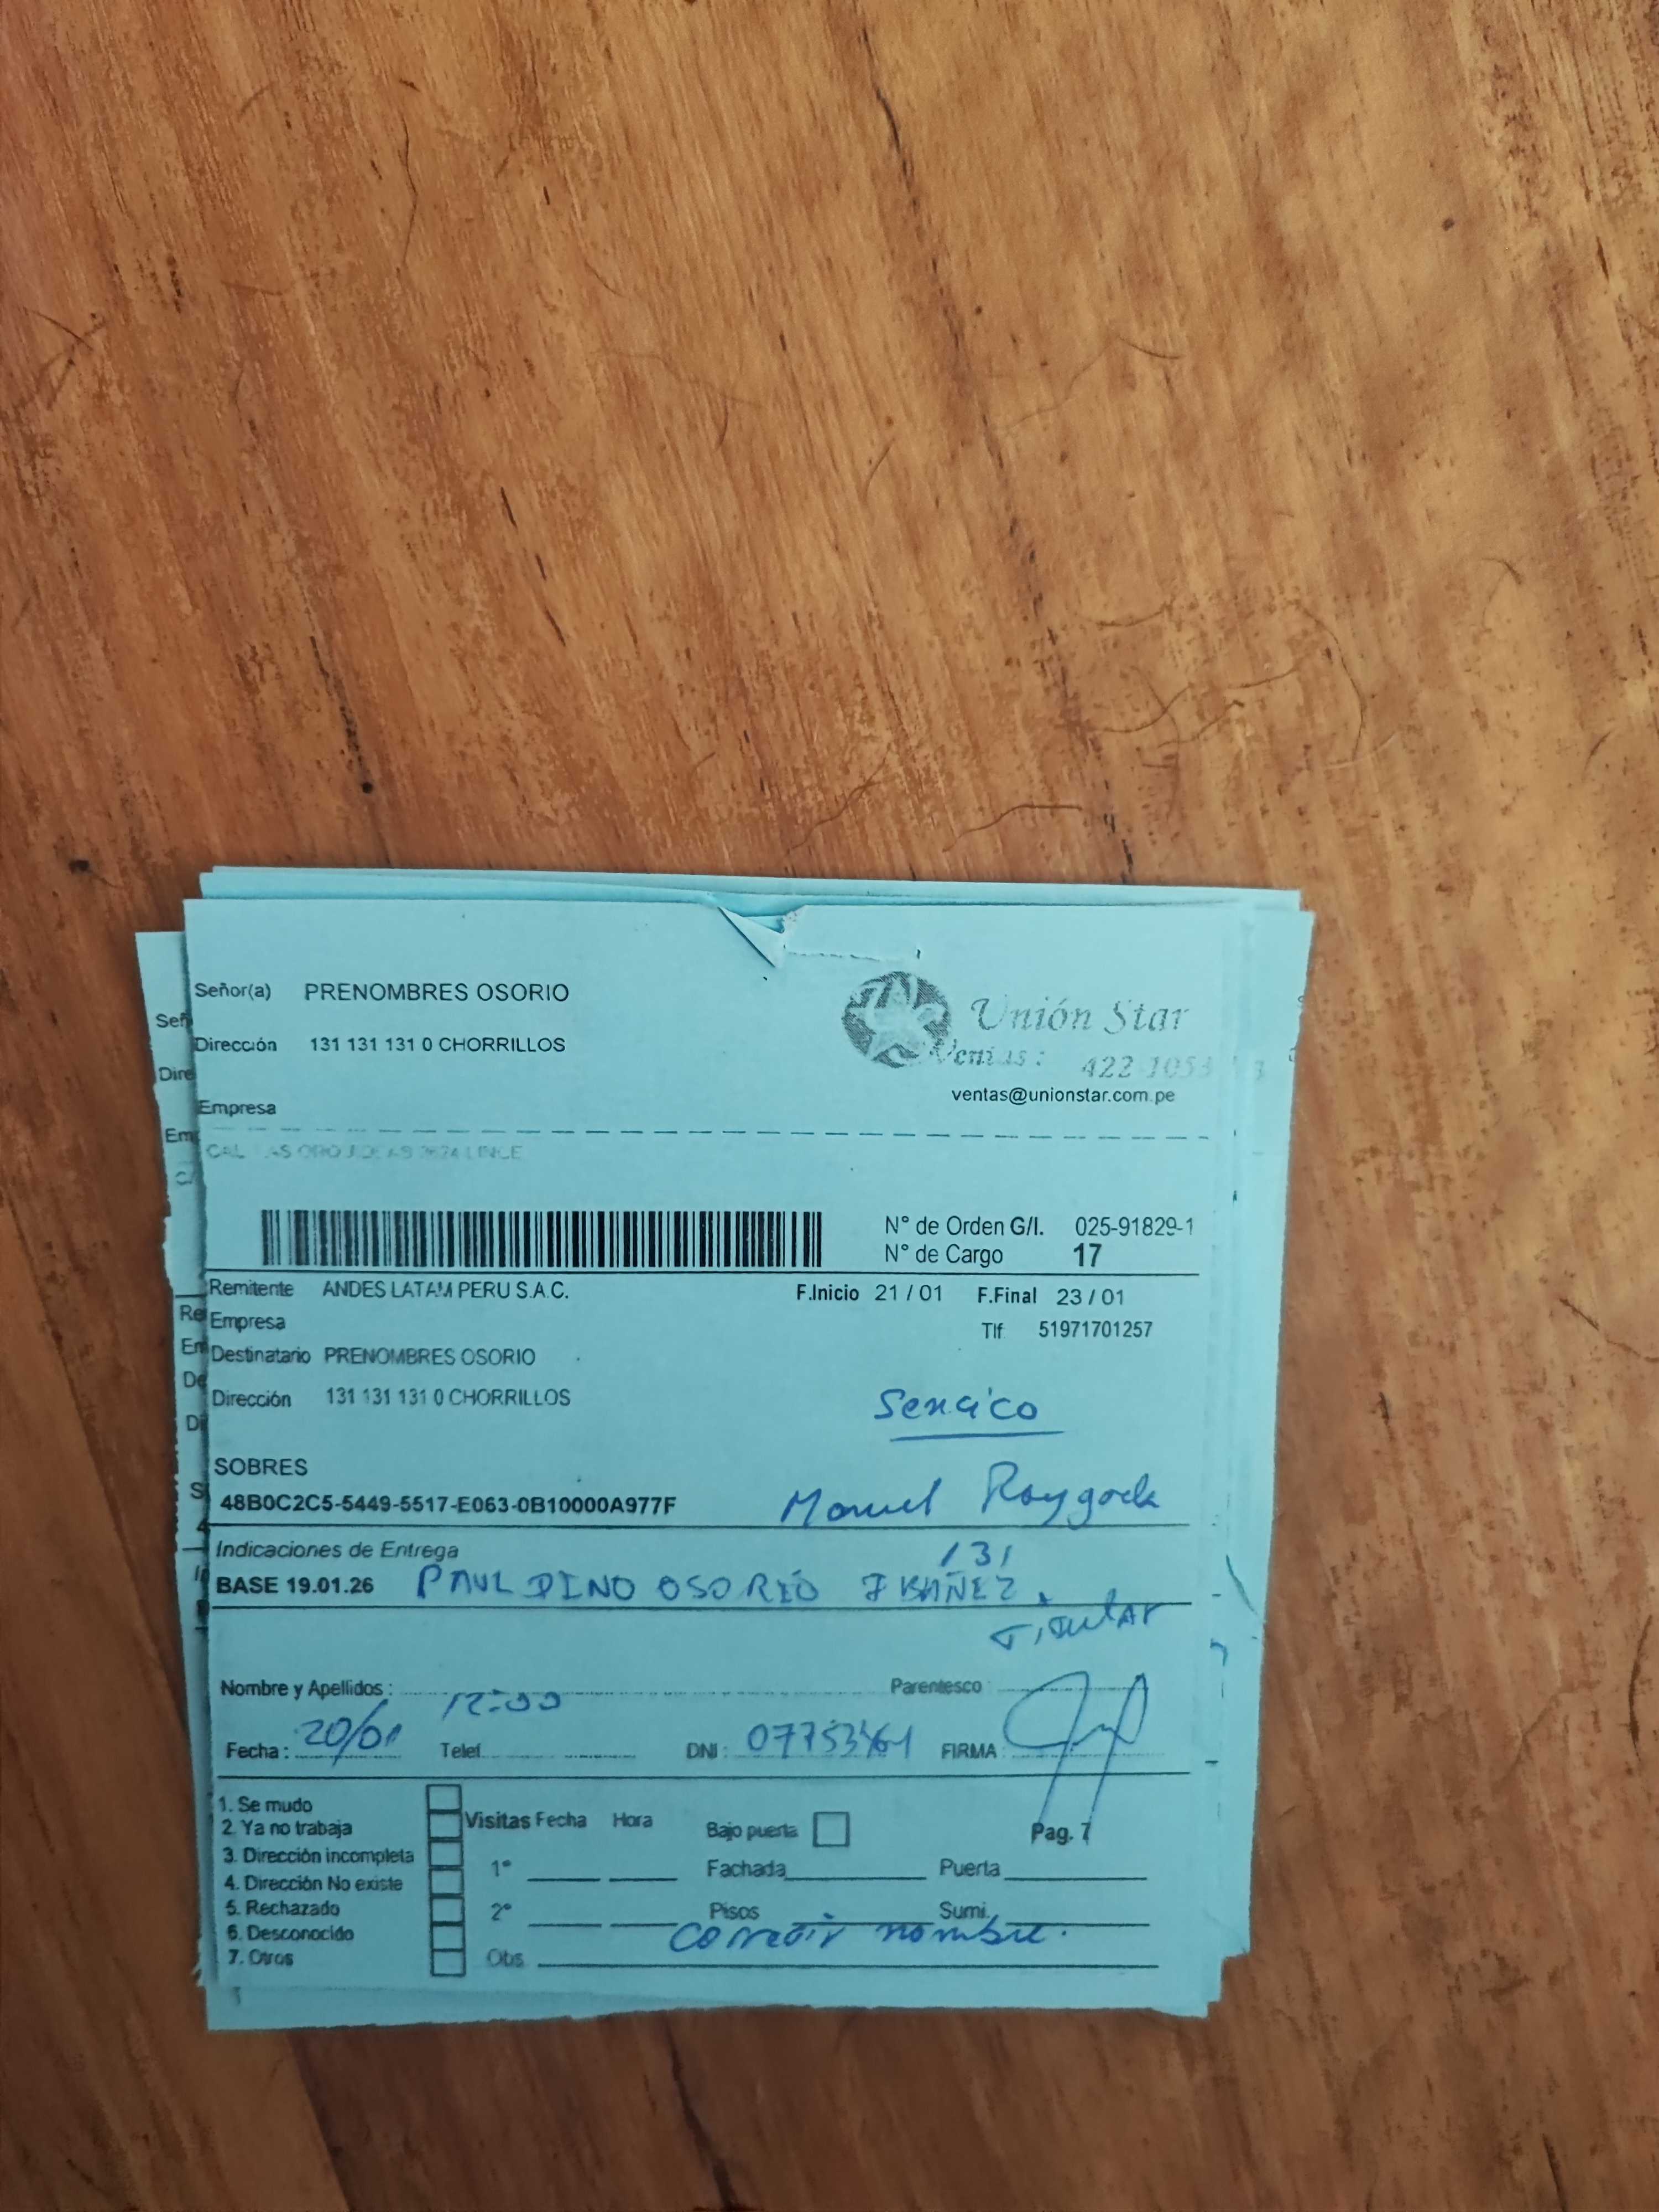 Señor(a) PRENOMBRES OSORIO
Dirección 131 131 131 0 CHORRILLOS
Unión Star
Ventas: 422-1053
ventas@unionstar.com.pe
Empresa
LINCE
N° de Orden G/I. 025-91829-1
N° de Cargo 17
Remitente ANDES LATAM PERU S.A.C. F.Inicio 21 / 01 F.Final 23 / 01
Empresa Tlf 51971701257
Destinatario PRENOMBRES OSORIO
Dirección 131 131 131 0 CHORRILLOS
Sencico
SOBRES
48B0C2C5-5449-5517-E063-0B10000A977F Manuel Raygada
Indicaciones de Entrega 131
BASE 19.01.26 PAUL DINO OSORIO IBAÑEZ
Titular
Nombre y Apellidos : Parentesco :
12:00
Fecha : 20/01 Telef. DNI : FIRMA :
1. Se mudo
2. Ya no trabaja
3. Dirección incompleta
4. Dirección No existe
5. Rechazado
6. Desconocido
7. Otros
Visitas Fecha Hora Bajo puerta Pag. 7
1° Fachada Puerta
2° Pisos Sumi.
corregir nombre.
Obs